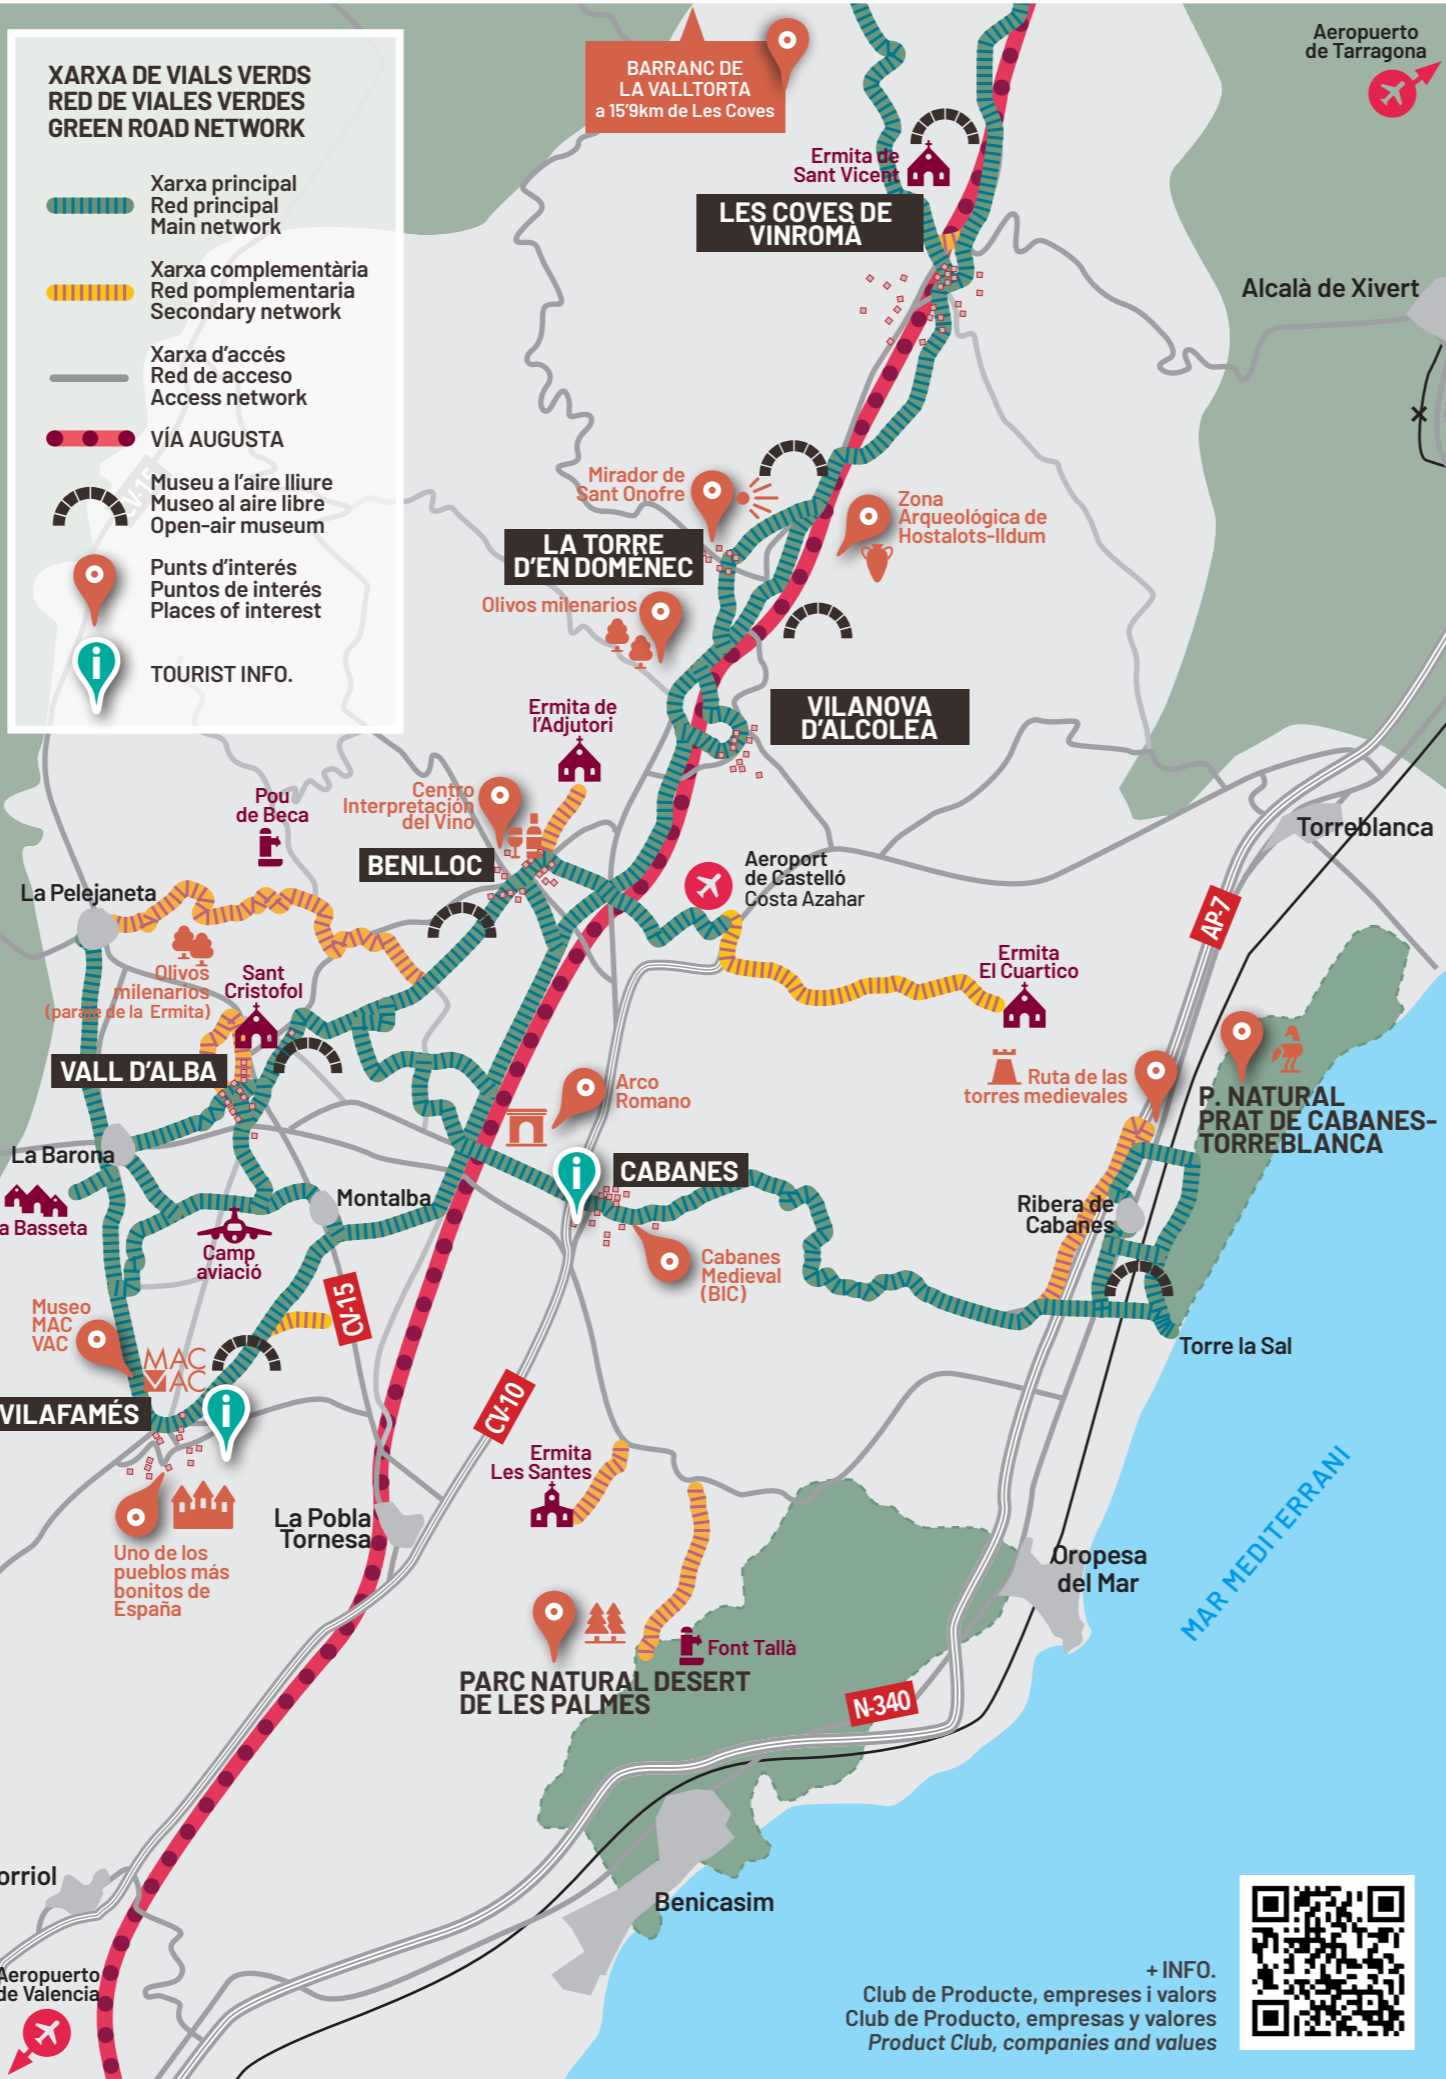 XARXA DE VIALS VERDS
RED DE VIALES VERDES
GREEN ROAD NETWORK
Xarxa principal
Red principal
Main network
Xarxa complementària
Red pomplementaria
Secondary network
Xarxa d'accés
Red de acceso
Access network
VÍA AUGUSTA
Museu a l'aire lliure
Museo al aire libre
Open-air museum
Punts d'interés
Puntos de interés
Places of interest
TOURIST INFO.
BARRANC DE
LA VALLTORTA
a 15'9km de Les Coves
Aeropuerto
de Tarragona
Ermita de
Sant Vicent
LES COVES DE
VINROMÀ
Alcalà de Xivert
Mirador de
Sant Onofre
Zona
Arqueológica de
Hostalots-Ildum
LA TORRE
D'EN DOMÉNEC
Olivos milenarios
VILANOVA
D'ALCOLEA
Ermita de
l'Adjutori
Centro
Interpretación
del Vino
Pou
de Beca
BENLLOC
Aeroport
de Castelló
Costa Azahar
Torreblanca
AP-7
La Pelejaneta
Olivos
milenarios
(paraje de la Ermita)
Sant
Cristofol
Ermita
El Cuartico
VALL D'ALBA
Arco
Romano
Ruta de las
torres medievales
P. NATURAL
PRAT DE CABANES-
TORREBLANCA
La Barona
CABANES
Montalba
Ribera de
Cabanes
a Basseta
Camp
aviació
Cabanes
Medieval
(BIC)
CV-15
Museo
MAC
VAC
MAC
VAC
Torre la Sal
VILAFAMÉS
CV-10
Ermita
Les Santes
La Pobla
Tornesa
Uno de los
pueblos más
bonitos de
España
Oropesa
del Mar
MAR MEDITERRANI
Font Tallà
PARC NATURAL DESERT
DE LES PALMES
N-340
Benicasim
orriol
Aeropuerto
de Valencia
+ INFO.
Club de Producte, empreses i valors
Club de Producto, empresas y valores
Product Club, companies and values